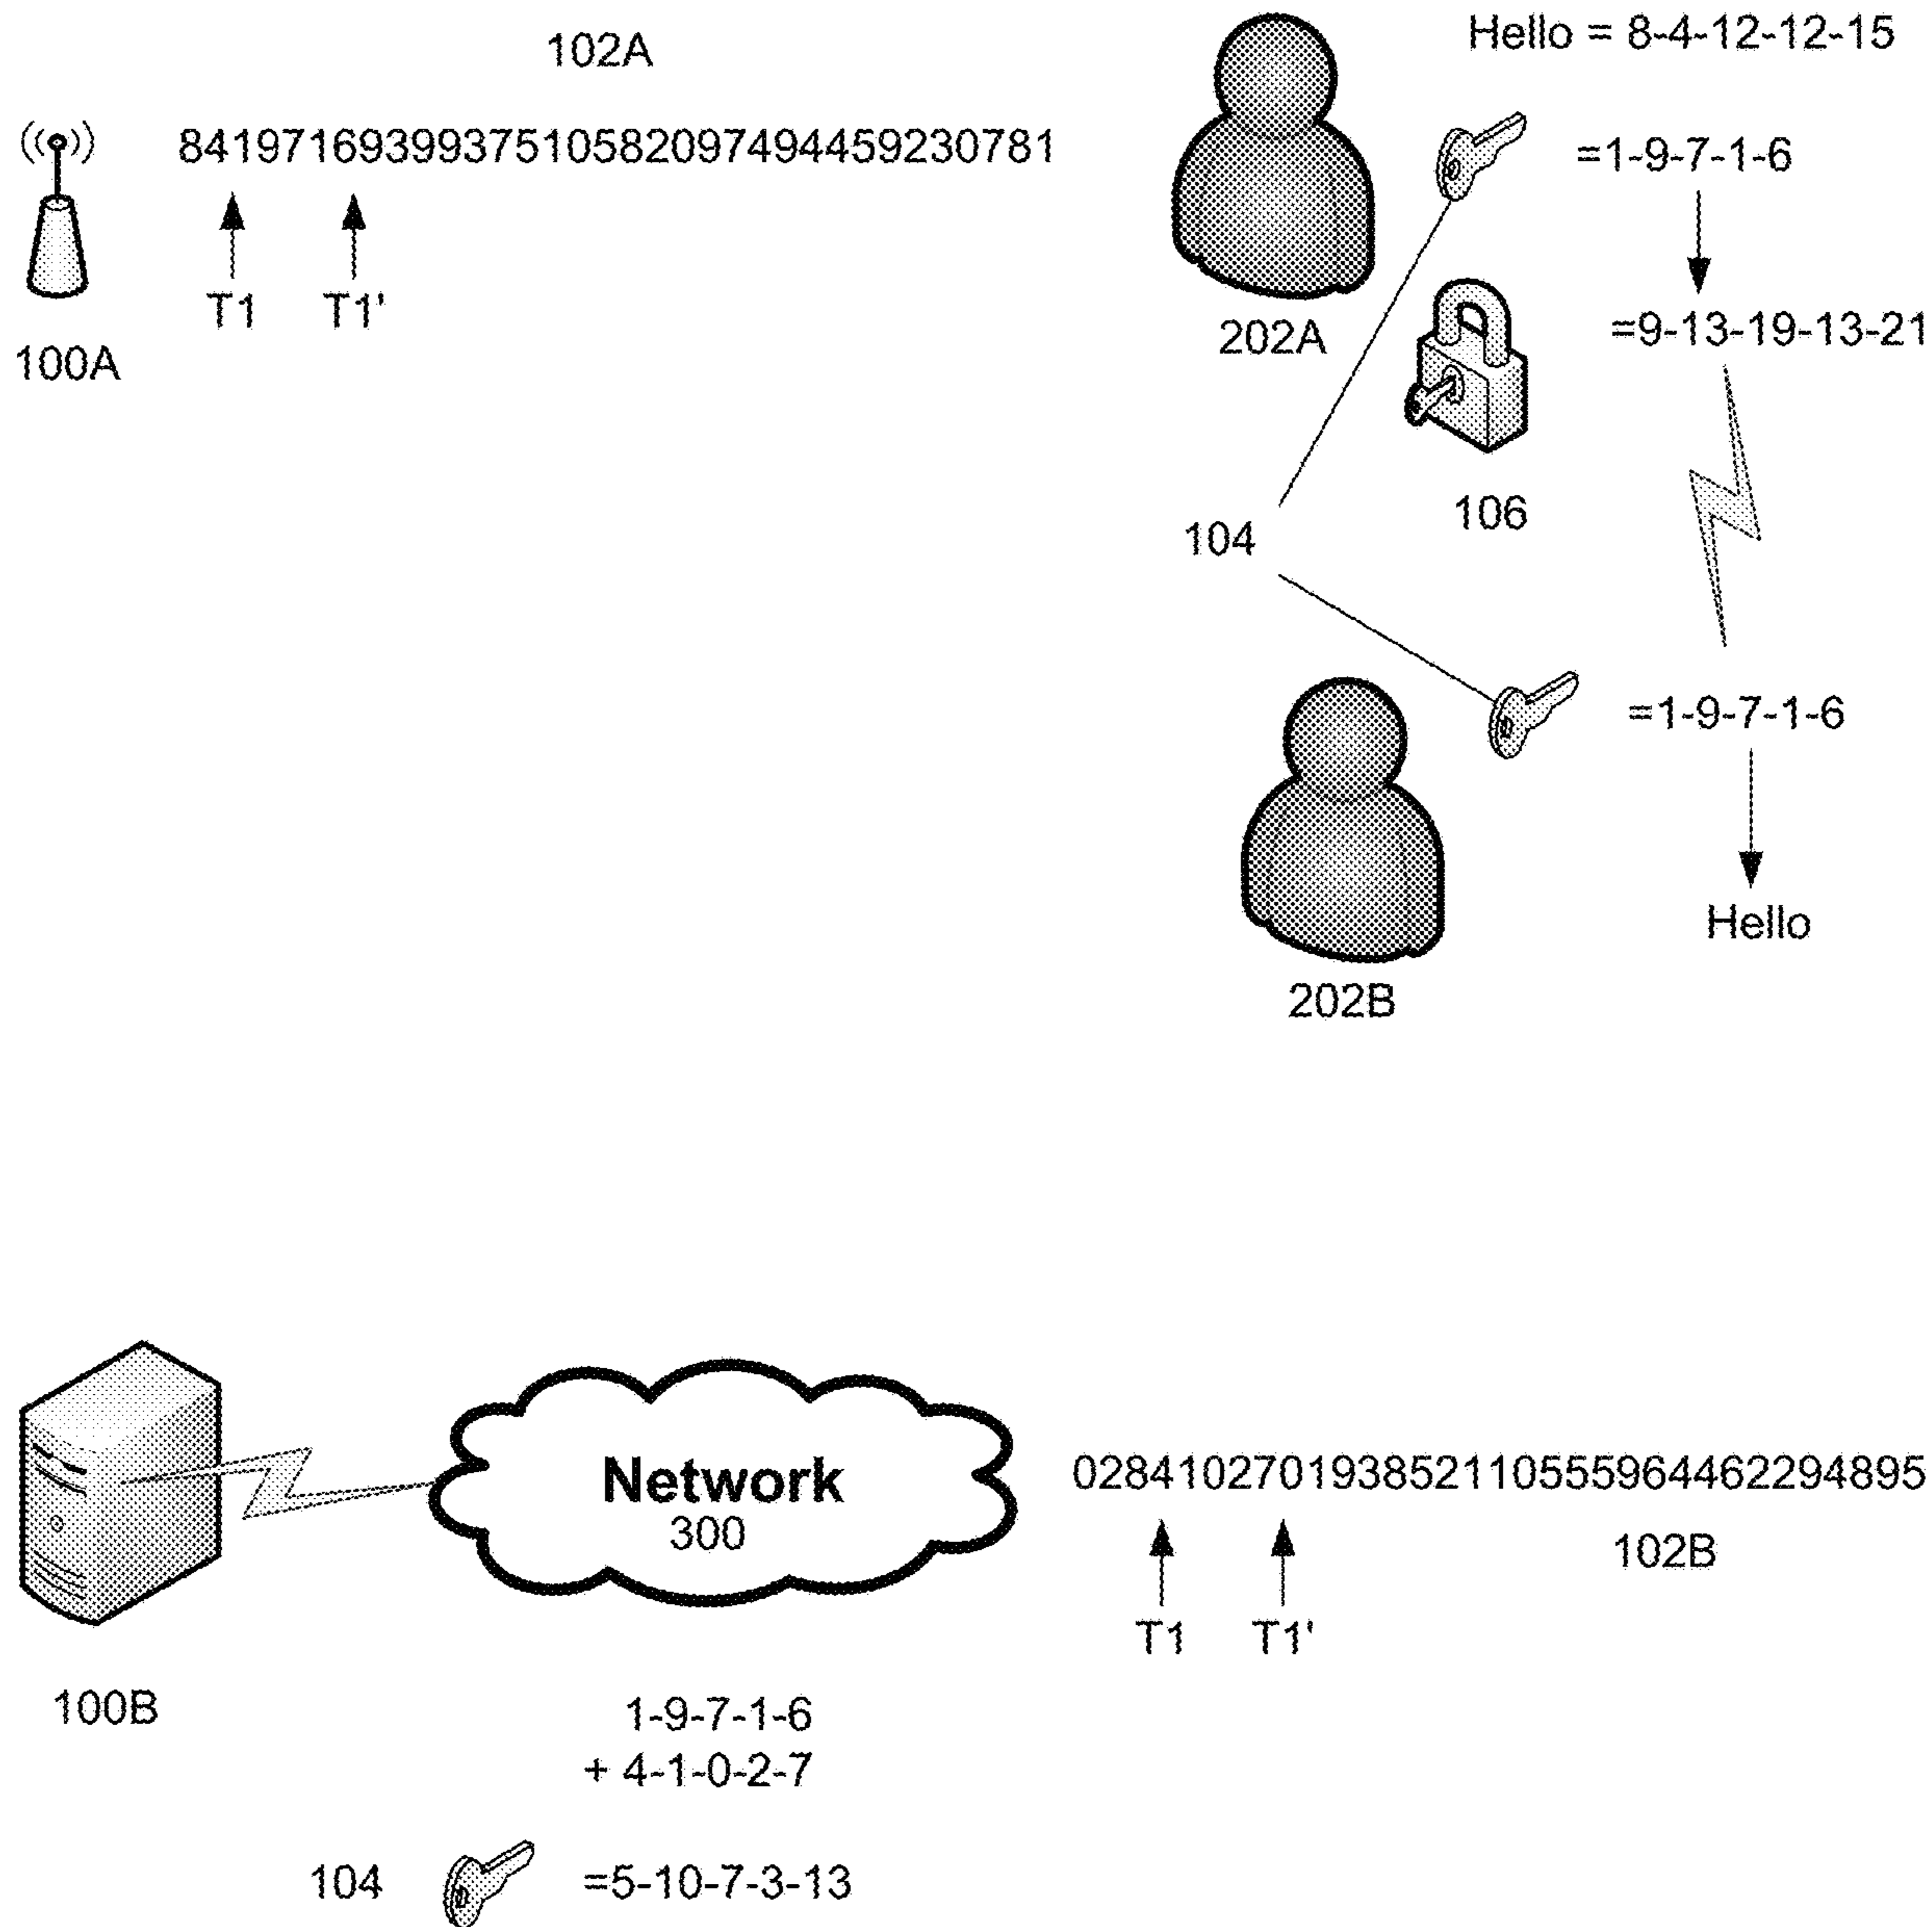 102A
8419716939937510582097494459230781
T1
T1'
100A
Hello = 8-4-12-12-15
=1-9-7-1-6
=9-13-19-13-21
202A
106
104
=1-9-7-1-6
Hello
202B
Network
300
028410270193852110555964462294895
102B
T1
T1'
100B
1-9-7-1-6
+ 4-1-0-2-7
104
=5-10-7-3-13